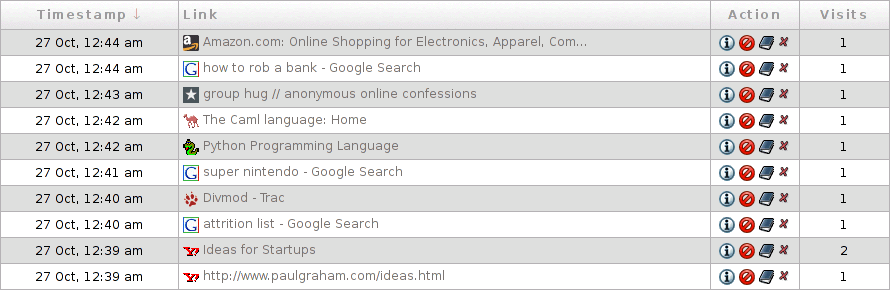 Timestamp ↓ Link Action Visits
27 Oct, 12:44 am Amazon.com: Online Shopping for Electronics, Apparel, Com... 1
27 Oct, 12:44 am how to rob a bank - Google Search 1
27 Oct, 12:43 am group hug // anonymous online confessions 1
27 Oct, 12:42 am The Caml language: Home 1
27 Oct, 12:42 am Python Programming Language 1
27 Oct, 12:41 am super nintendo - Google Search 1
27 Oct, 12:40 am Divmod - Trac 1
27 Oct, 12:40 am attrition list - Google Search 1
27 Oct, 12:39 am Ideas for Startups 2
27 Oct, 12:39 am http://www.paulgraham.com/ideas.html 1